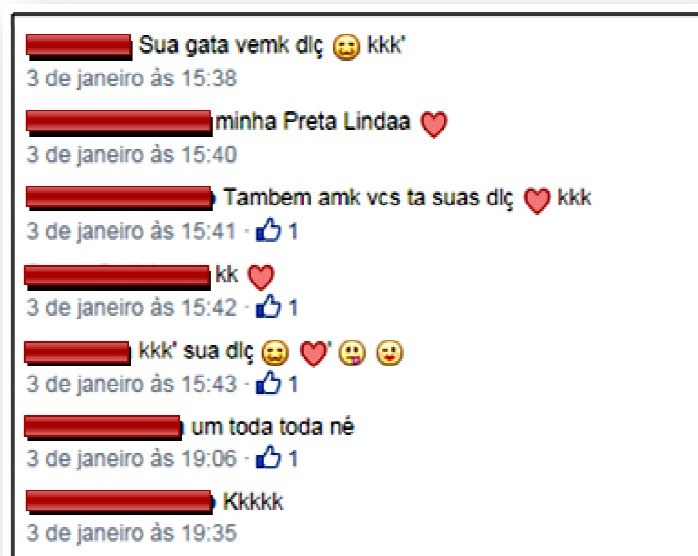 Sua gata vemk dlç kkk'
3 de janeiro às 15:38
minha Preta Lindaa
3 de janeiro às 15:40
Tambem amk vcs ta suas dlç kkk
3 de janeiro às 15:41 · 1
kk
3 de janeiro às 15:42 · 1
kkk' sua dlç '
3 de janeiro às 15:43 · 1
um toda toda né
3 de janeiro às 19:06 · 1
Kkkkk
3 de janeiro às 19:35